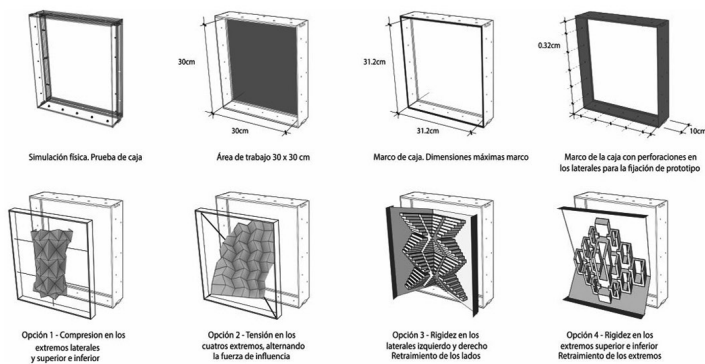 30cm
30cm
31.2cm
31.2cm
0.32cm
10cm
Simulación física. Prueba de caja
Área de trabajo 30 x 30 cm
Marco de caja. Dimensiones máximas marco
Marco de la caja con perforaciones en
los laterales para la fijación de prototipo
Opción 1 - Compresion en los
extremos laterales
y superior e inferior
Opción 2 - Tensión en los
cuatros extremos, alternando
la fuerza de influencia
Opción 3 - Rigidez en los
laterales izquierdo y derecho
Retraimiento de los lados
Opción 4 - Rigidez en los
extremos superior e inferior
Retraimiento de los extremos